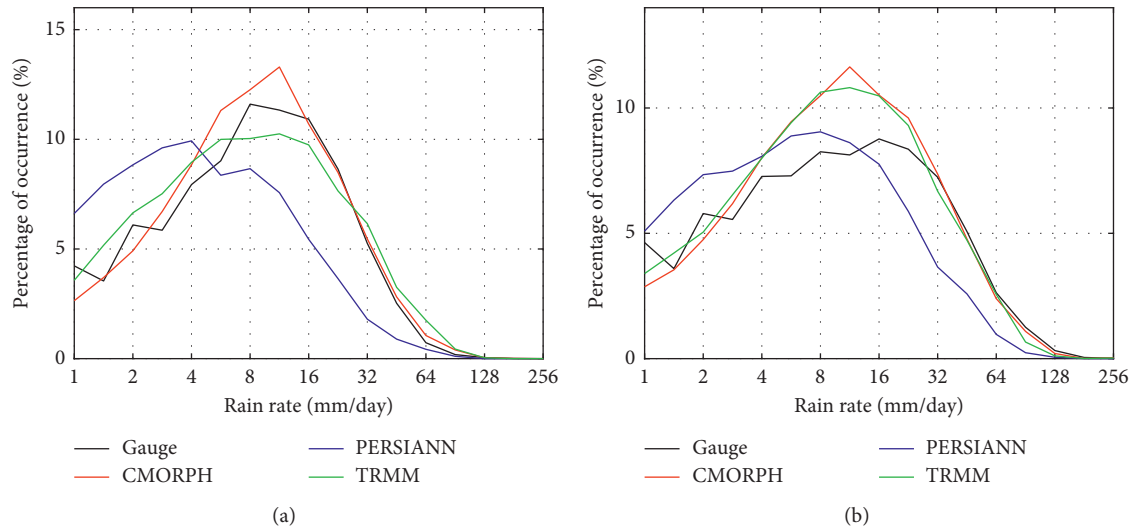 15
10
5
0
Percentage of occurrence (%)
1 2 4 8 16 32 64 128 256
Rain rate (mm/day)
Gauge PERSIANN
CMORPH TRMM
(a)
10
5
0
Percentage of occurrence (%)
1 2 4 8 16 32 64 128 256
Rain rate (mm/day)
Gauge PERSIANN
CMORPH TRMM
(b)